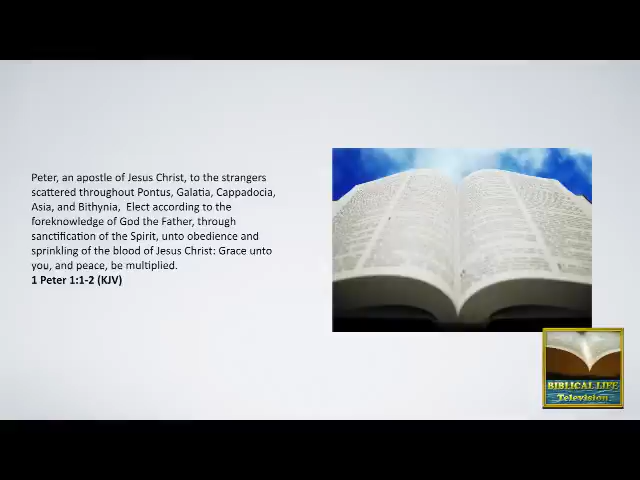 Peter, an apostle of Jesus Christ, to the strangers
scattered throughout Pontus, Galatia, Cappadocia,
Asia, and Bithynia,  Elect according to the
foreknowledge of God the Father, through
sanctification of the Spirit, unto obedience and
sprinkling of the blood of Jesus Christ: Grace unto
you, and peace, be multiplied.
1 Peter 1:1-2 (KJV)
BIBLICAL LIFE
Television